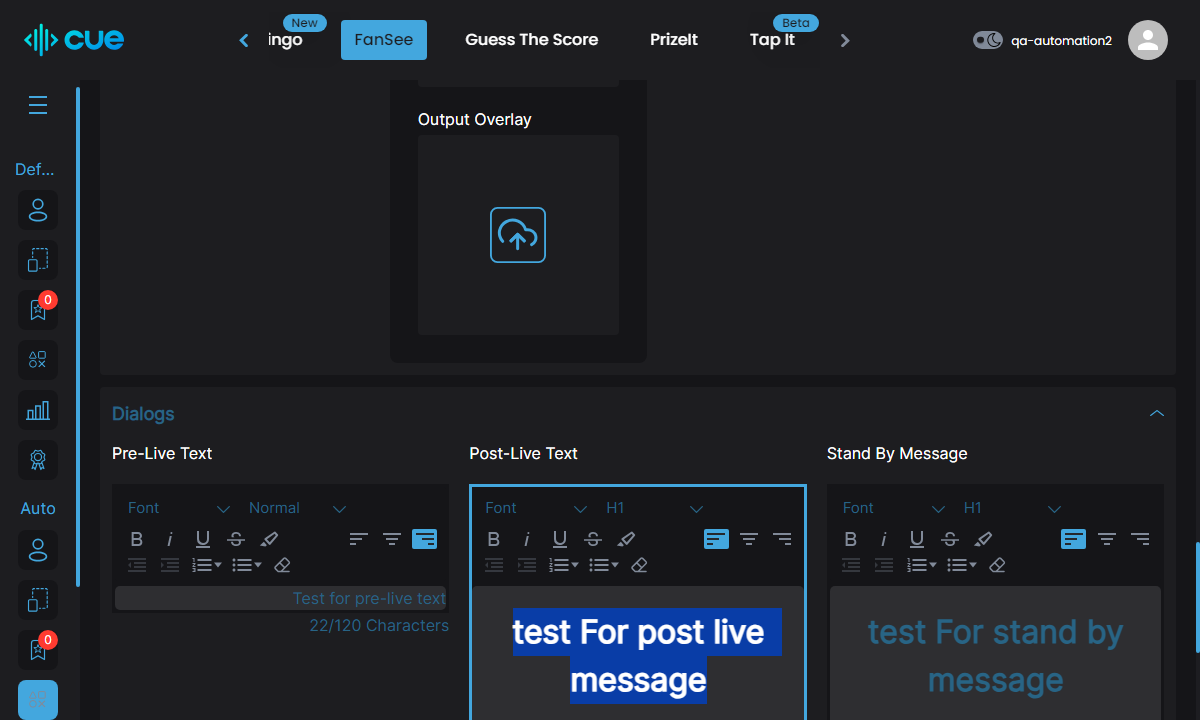 cue
New
ingo
FanSee
Guess The Score
PrizeIt
Beta
Tap It
qa-automation2
Def...
0
Auto
0
Output Overlay
Dialogs
Pre-Live Text
Post-Live Text
Stand By Message
Font
Normal
Font
H1
Font
H1
Test for pre-live text
22/120 Characters
test For post live
message
test For stand by
message